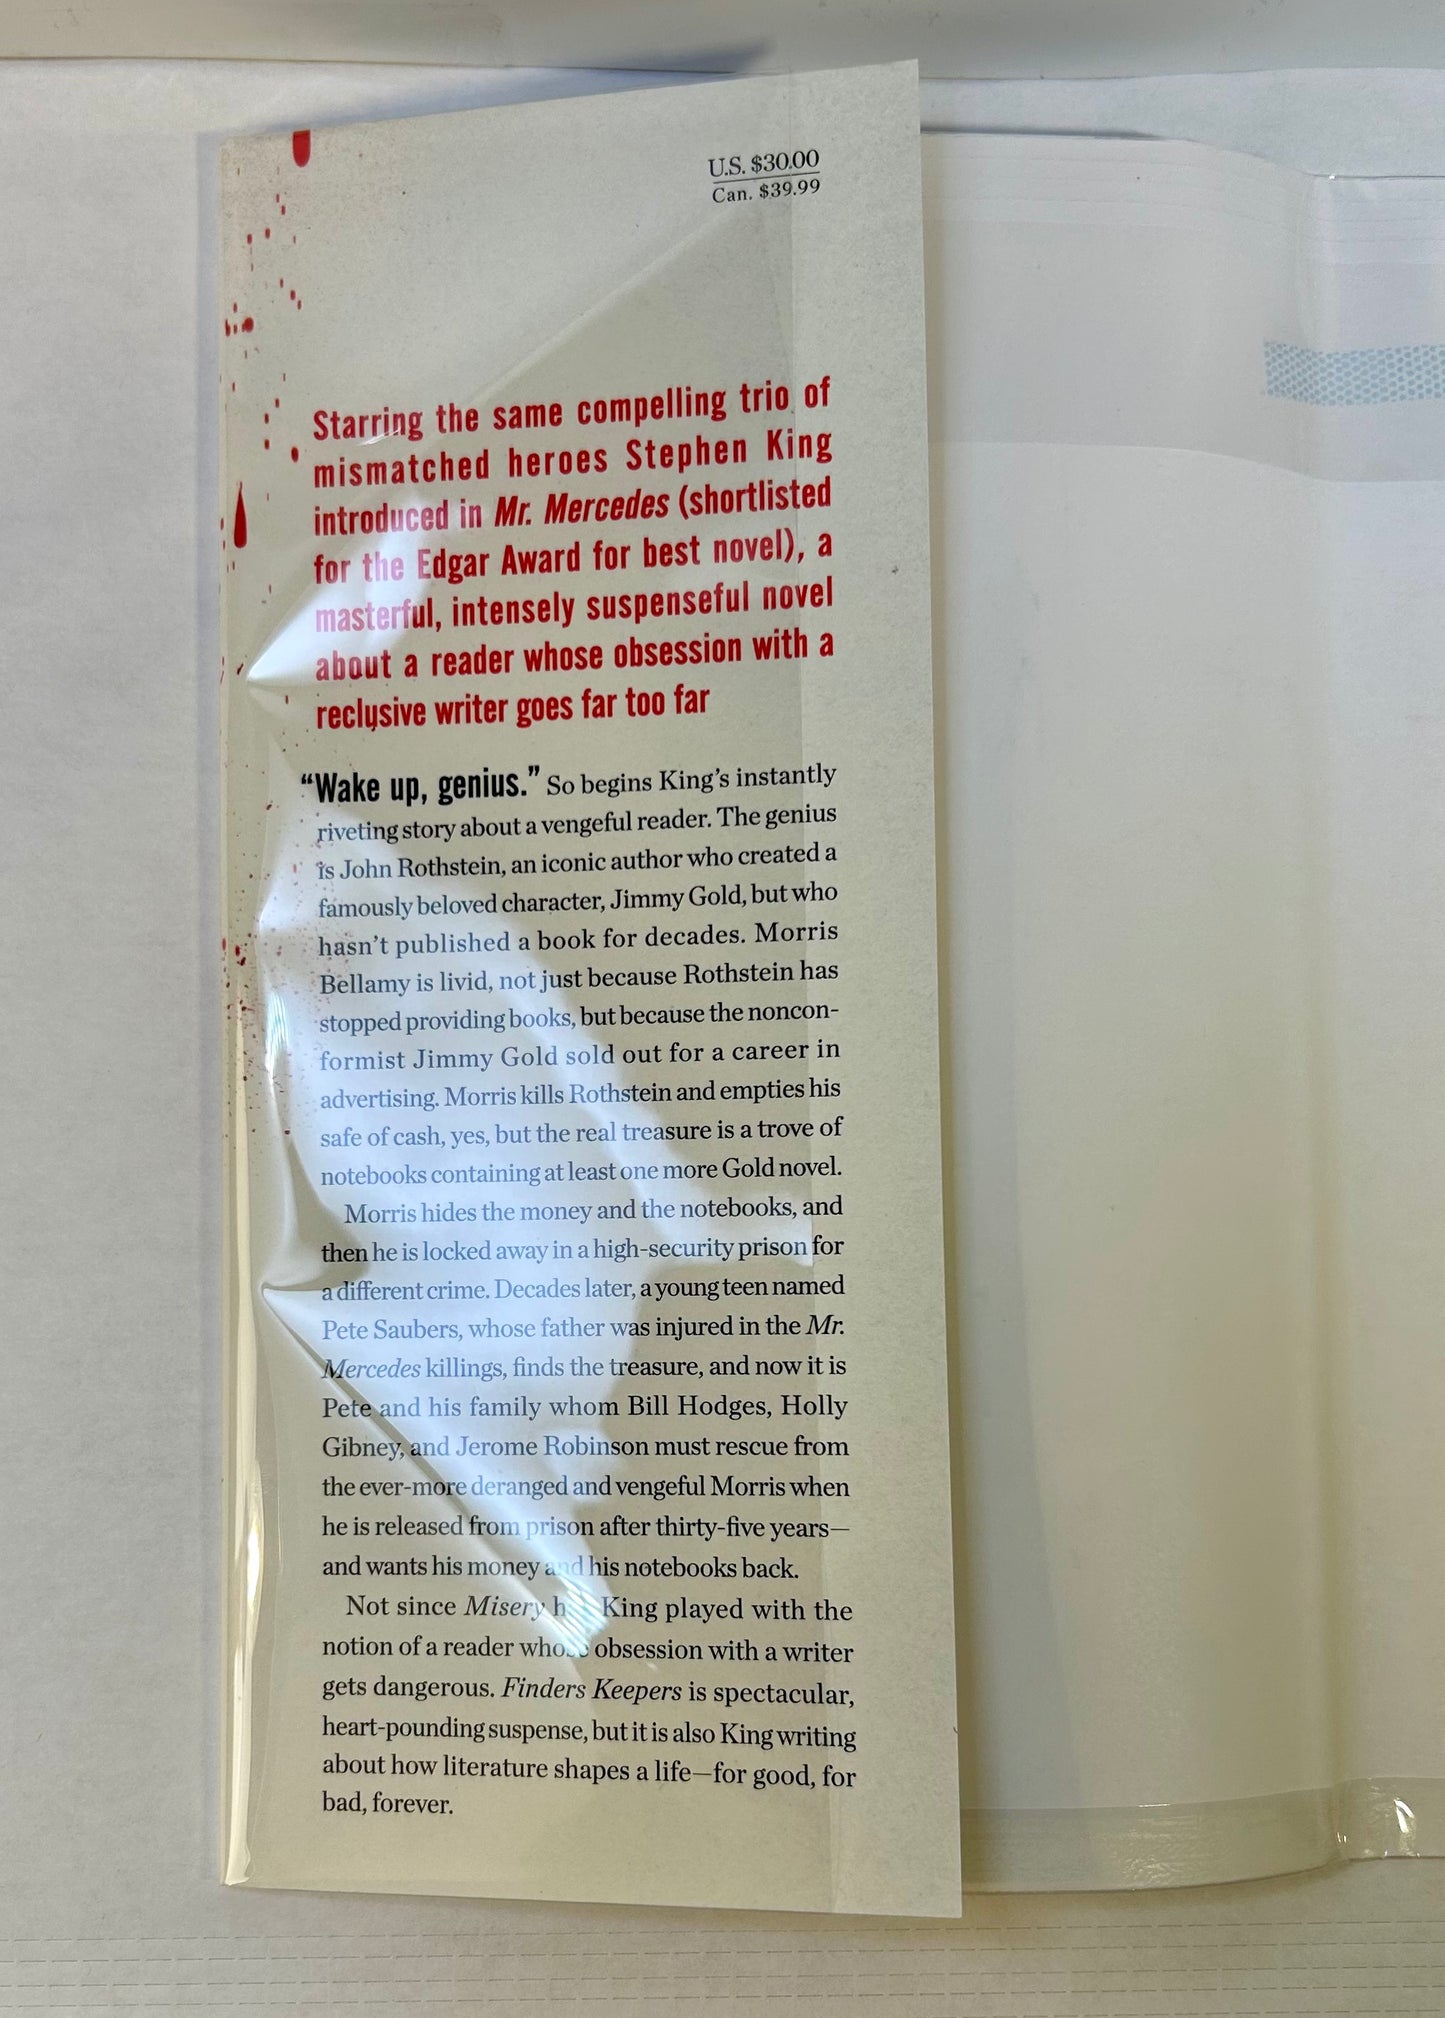 U.S. $30.00
Can. $39.99
Starring the same compelling trio of
mismatched heroes Stephen King
introduced in Mr. Mercedes (shortlisted
for the Edgar Award for best novel), a
masterful, intensely suspenseful novel
about a reader whose obsession with a
reclusive writer goes far too far
“Wake up, genius.” So begins King’s instantly
riveting story about a vengeful reader. The genius
is John Rothstein, an iconic author who created a
famously beloved character, Jimmy Gold, but who
hasn’t published a book for decades. Morris
Bellamy is livid, not just because Rothstein has
stopped providing books, but because the noncon-
formist Jimmy Gold sold out for a career in
advertising. Morris kills Rothstein and empties his
safe of cash, yes, but the real treasure is a trove of
notebooks containing at least one more Gold novel.
Morris hides the money and the notebooks, and
then he is locked away in a high-security prison for
a different crime. Decades later, a young teen named
Pete Saubers, whose father was injured in the Mr.
Mercedes killings, finds the treasure, and now it is
Pete and his family whom Bill Hodges, Holly
Gibney, and Jerome Robinson must rescue from
the ever-more deranged and vengeful Morris when
he is released from prison after thirty-five years—
and wants his money and his notebooks back.
Not since Misery King played with the
notion of a reader whose obsession with a writer
gets dangerous. Finders Keepers is spectacular,
heart-pounding suspense, but it is also King writing
about how literature shapes a life—for good, for
bad, forever.